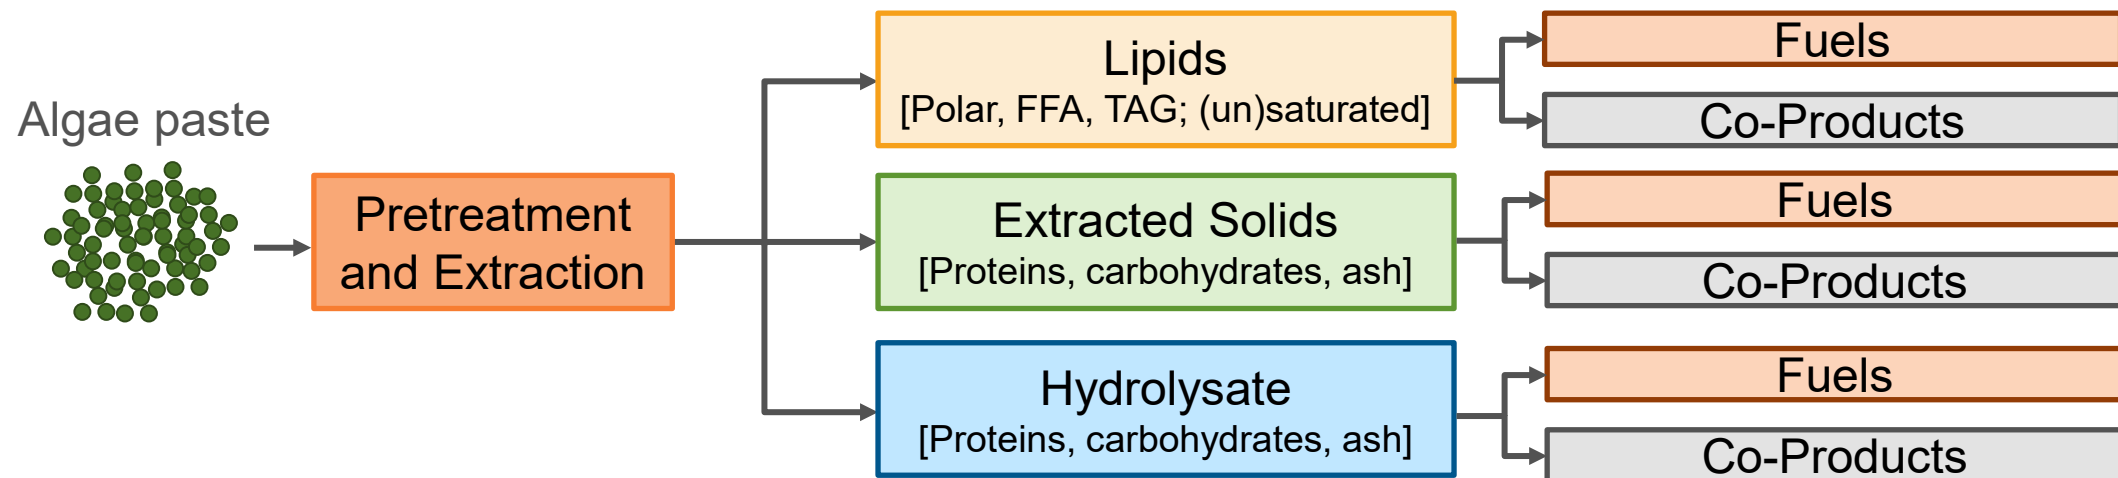 Algae paste
Pretreatment
and Extraction
Lipids
[Polar, FFA, TAG; (un)saturated]
Fuels
Co-Products
Extracted Solids
[Proteins, carbohydrates, ash]
Fuels
Co-Products
Hydrolysate
[Proteins, carbohydrates, ash]
Fuels
Co-Products